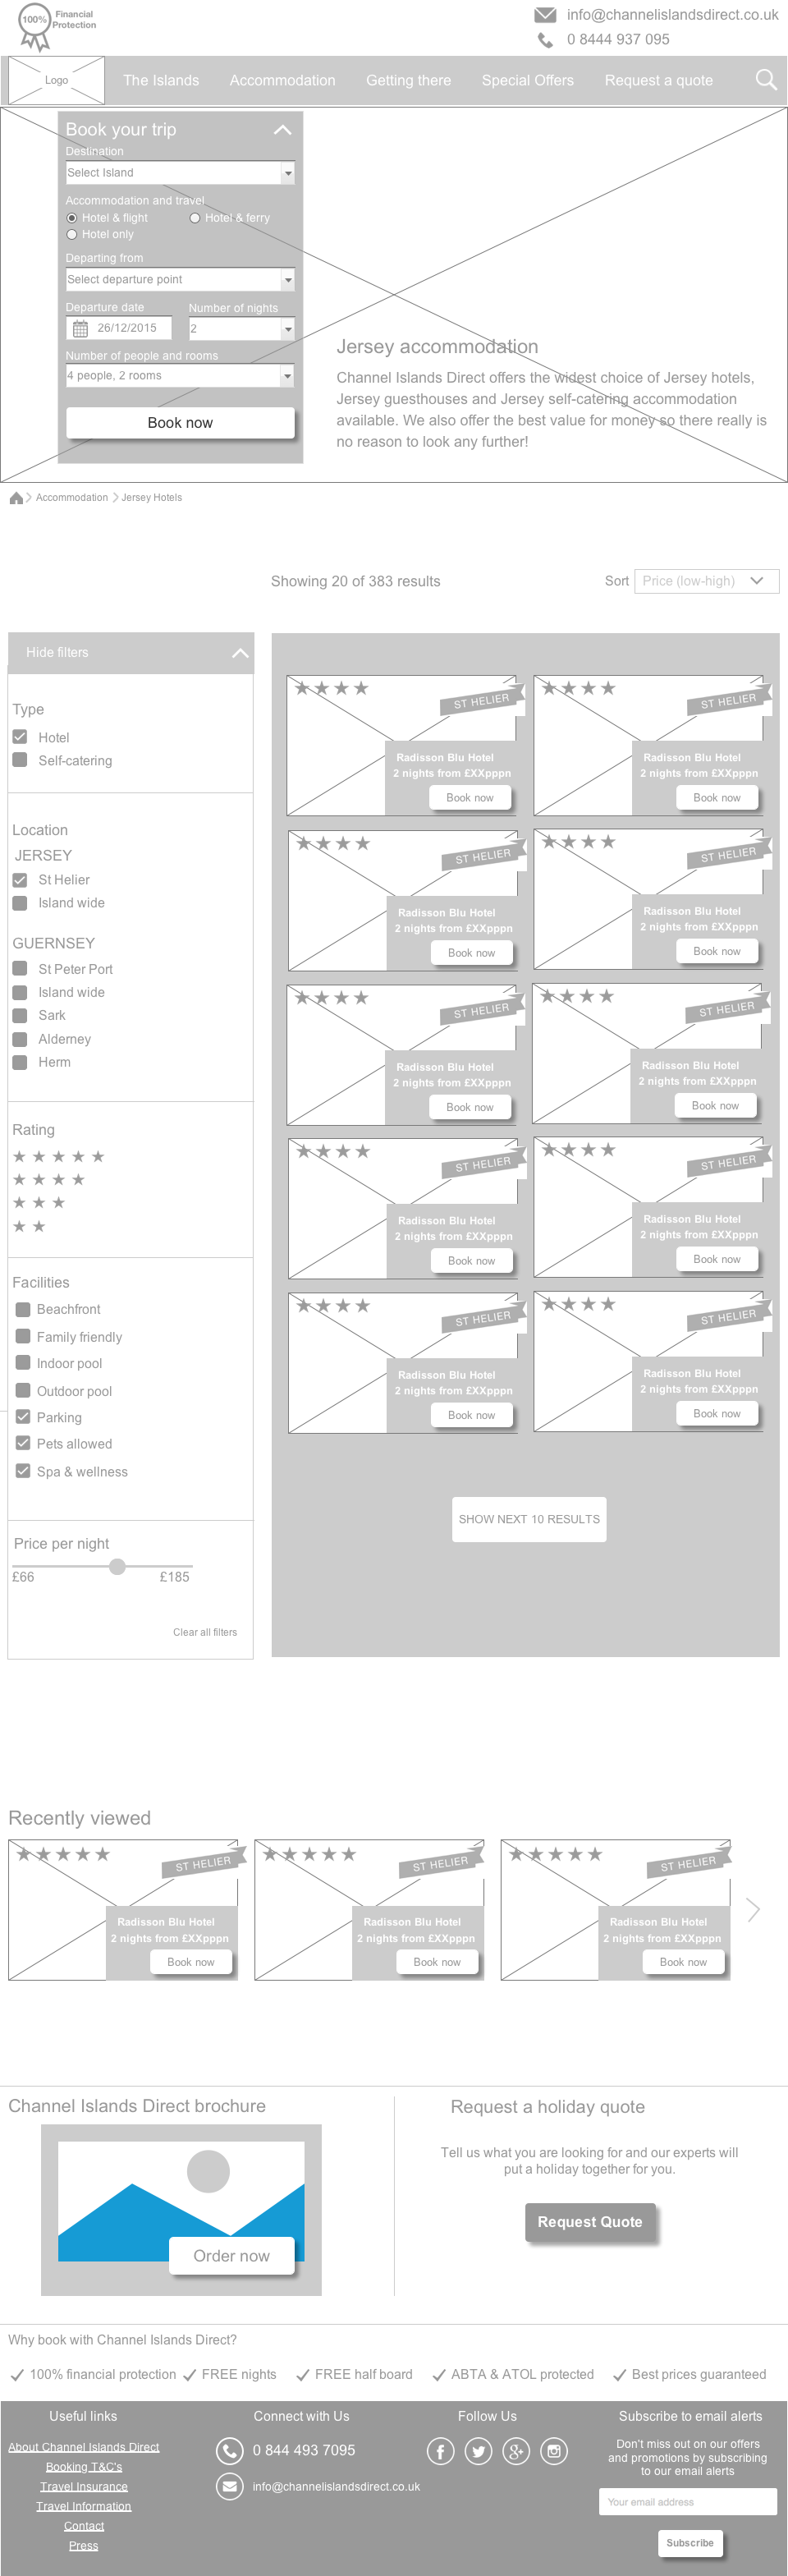 100%
Financial
Protection
info@channelislandsdirect.co.uk
0 8444 937 095
Logo
The Islands
Accommodation
Getting there
Special Offers
Request a quote
Book your trip
Destination
Select Island
Accommodation and travel
Hotel & flight
Hotel & ferry
Hotel only
Departing from
Select departure point
Departure date
Number of nights
26/12/2015
2
Number of people and rooms
4 people, 2 rooms
Book now
Jersey accommodation
Channel Islands Direct offers the widest choice of Jersey hotels,
Jersey guesthouses and Jersey self-catering accommodation
available. We also offer the best value for money so there really is
no reason to look any further!
Accommodation
Jersey Hotels
Showing 20 of 383 results
Sort
Price (low-high)
Hide filters
Type
Hotel
Self-catering
Location
JERSEY
St Helier
Island wide
GUERNSEY
St Peter Port
Island wide
Sark
Alderney
Herm
Rating
Facilities
Beachfront
Family friendly
Indoor pool
Outdoor pool
Parking
Pets allowed
Spa & wellness
Price per night
£66
£185
Clear all filters
ST HELIER
Radisson Blu Hotel
2 nights from £XXpppn
Book now
ST HELIER
Radisson Blu Hotel
2 nights from £XXpppn
Book now
ST HELIER
Radisson Blu Hotel
2 nights from £XXpppn
Book now
ST HELIER
Radisson Blu Hotel
2 nights from £XXpppn
Book now
ST HELIER
Radisson Blu Hotel
2 nights from £XXpppn
Book now
ST HELIER
Radisson Blu Hotel
2 nights from £XXpppn
Book now
ST HELIER
Radisson Blu Hotel
2 nights from £XXpppn
Book now
ST HELIER
Radisson Blu Hotel
2 nights from £XXpppn
Book now
ST HELIER
Radisson Blu Hotel
2 nights from £XXpppn
Book now
ST HELIER
Radisson Blu Hotel
2 nights from £XXpppn
Book now
SHOW NEXT 10 RESULTS
Recently viewed
ST HELIER
Radisson Blu Hotel
2 nights from £XXpppn
Book now
ST HELIER
Radisson Blu Hotel
2 nights from £XXpppn
Book now
ST HELIER
Radisson Blu Hotel
2 nights from £XXpppn
Book now
Channel Islands Direct brochure
Order now
Request a holiday quote
Tell us what you are looking for and our experts will
put a holiday together for you.
Request Quote
Why book with Channel Islands Direct?
100% financial protection
FREE nights
FREE half board
ABTA & ATOL protected
Best prices guaranteed
Useful links
About Channel Islands Direct
Booking T&C's
Travel Insurance
Travel Information
Contact
Press
Connect with Us
0 844 493 7095
info@channelislandsdirect.co.uk
Follow Us
Subscribe to email alerts
Don't miss out on our offers
and promotions by subscribing
to our email alerts
Your email address
Subscribe